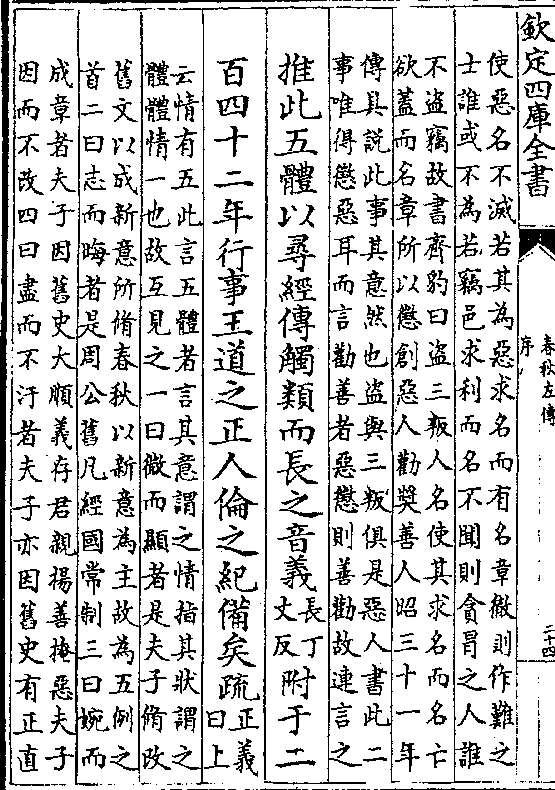 欽定四庫全書
春秋左傳
序
二十四
使惡名不滅若其為惡求名而有名章徹則作難之
士誰或不為若竊邑求利而名不聞則貪冒之人誰
不盜竊故書齊豹曰盜三叛人名使其求名而名亡
欲蓋而名章所以懲創惡人勸奬善人昭三十一年
傳具說此事其意然也盜與三叛俱是惡人書此二
事唯得懲惡耳而言勸善者惡懲則善勸故連言之
推此五體以尋經傳觸類而長之音義長丁丈反附于二
百四十二年行事王道之正人倫之紀備矣疏正義曰上
云情有五此言五體者言其意謂之情指其狀謂之
體體情一也故互見之一曰微而顯者是夫子脩改
舊文以成新意所脩春秋以新意為主故為五例之
首二曰志而晦者是周公舊凡經國常制三曰婉而
成章者夫子因舊史大順義存君親揚善掩惡夫子
因而不改四曰盡而不汙者夫子亦因舊史有正直